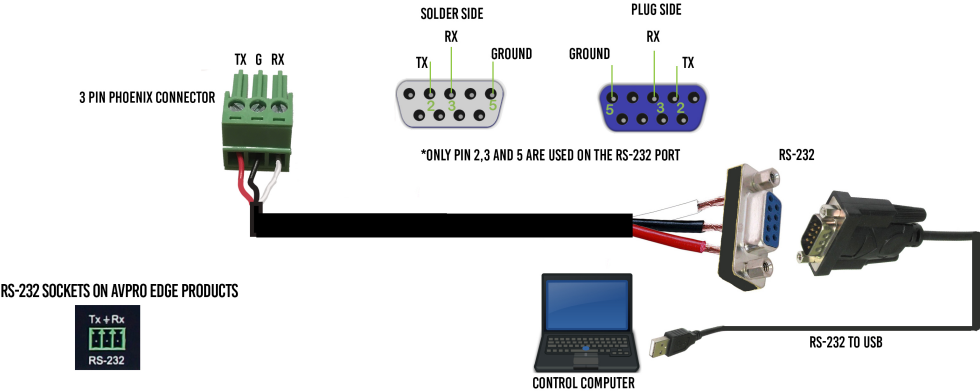 SOLDER SIDE
TX
RX
GROUND
2
3
5
PLUG SIDE
GROUND
RX
TX
5
3
2
TX G RX
3 PIN PHOENIX CONNECTOR
*ONLY PIN 2,3 AND 5 ARE USED ON THE RS-232 PORT
RS-232
RS-232 SOCKETS ON AVPRO EDGE PRODUCTS
Tx ⏚ Rx
RS-232
RS-232 TO USB
CONTROL COMPUTER